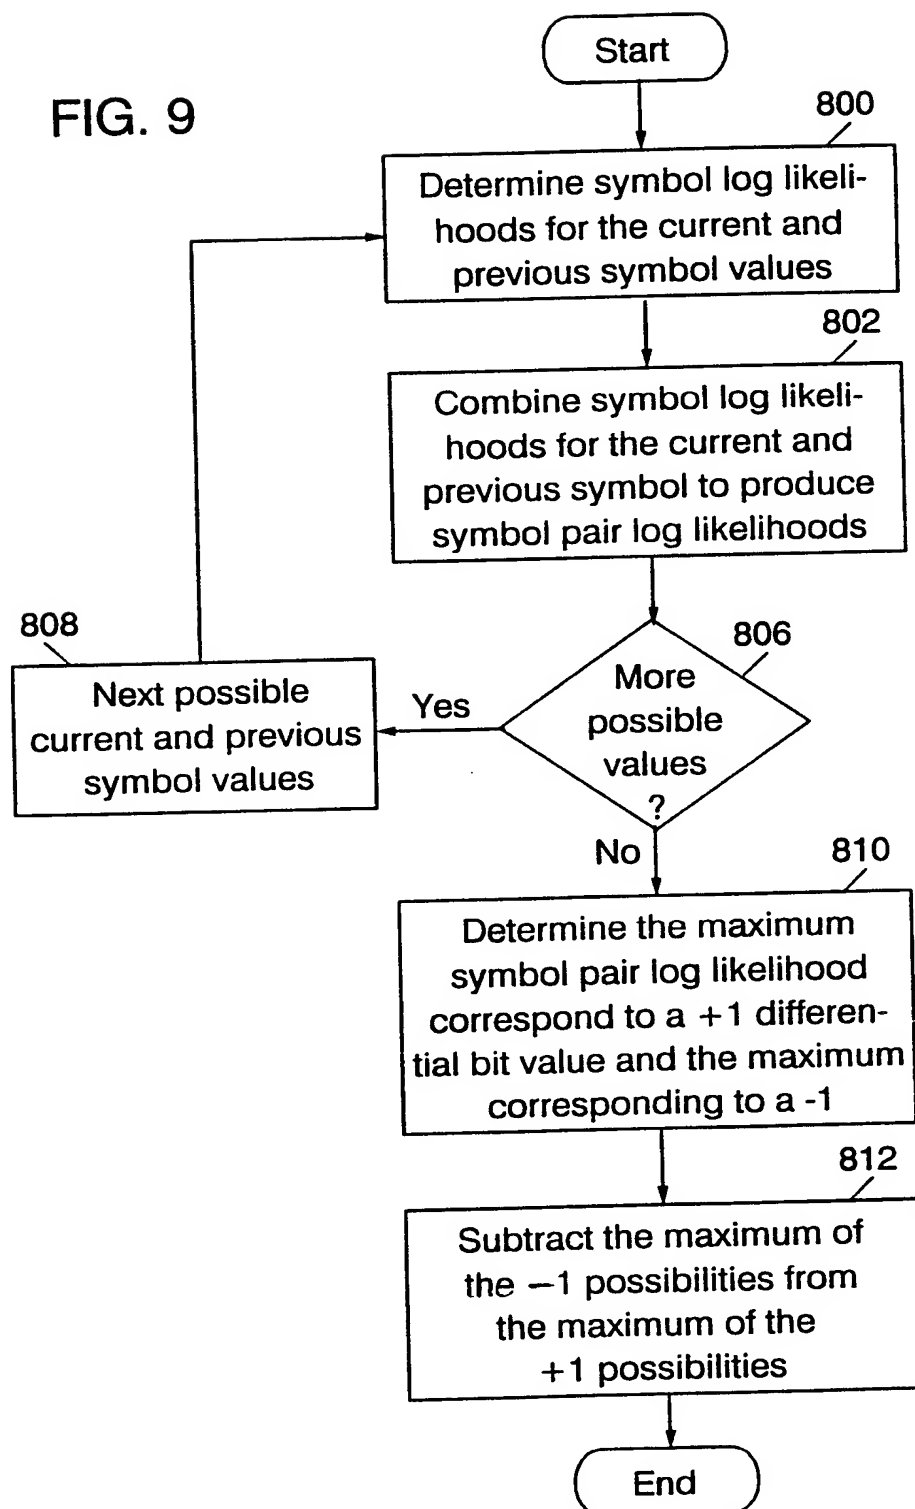 Start
FIG. 9
800
Determine symbol log likeli-
hoods for the current and
previous symbol values
802
Combine symbol log likeli-
hoods for the current and
previous symbol to produce
symbol pair log likelihoods
808
Next possible
current and previous
symbol values
Yes
806
More
possible
values
?
No
810
Determine the maximum
symbol pair log likelihood
correspond to a +1 differen-
tial bit value and the maximum
corresponding to a -1
812
Subtract the maximum of
the −1 possibilities from
the maximum of the
+1 possibilities
End